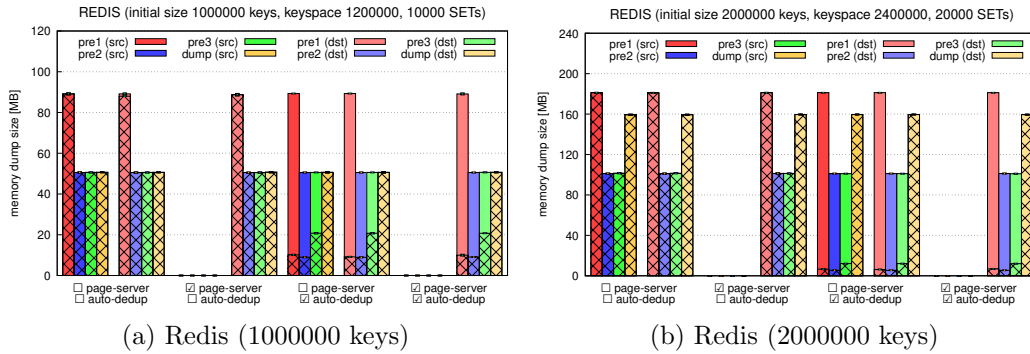 REDIS (initial size 1000000 keys, keyspace 1200000, 10000 SETs)
120
100
80
60
40
20
0
memory dump size [MB]
pre1 (src) pre3 (src) pre1 (dst) pre3 (dst)
pre2 (src) dump (src) pre2 (dst) dump (dst)
☐ page-server ☑ page-server ☐ page-server ☑ page-server
☐ auto-dedup ☐ auto-dedup ☑ auto-dedup ☑ auto-dedup
(a) Redis (1000000 keys)
REDIS (initial size 2000000 keys, keyspace 2400000, 20000 SETs)
240
200
160
120
80
40
0
memory dump size [MB]
pre1 (src) pre3 (src) pre1 (dst) pre3 (dst)
pre2 (src) dump (src) pre2 (dst) dump (dst)
☐ page-server ☑ page-server ☐ page-server ☑ page-server
☐ auto-dedup ☐ auto-dedup ☑ auto-dedup ☑ auto-dedup
(b) Redis (2000000 keys)